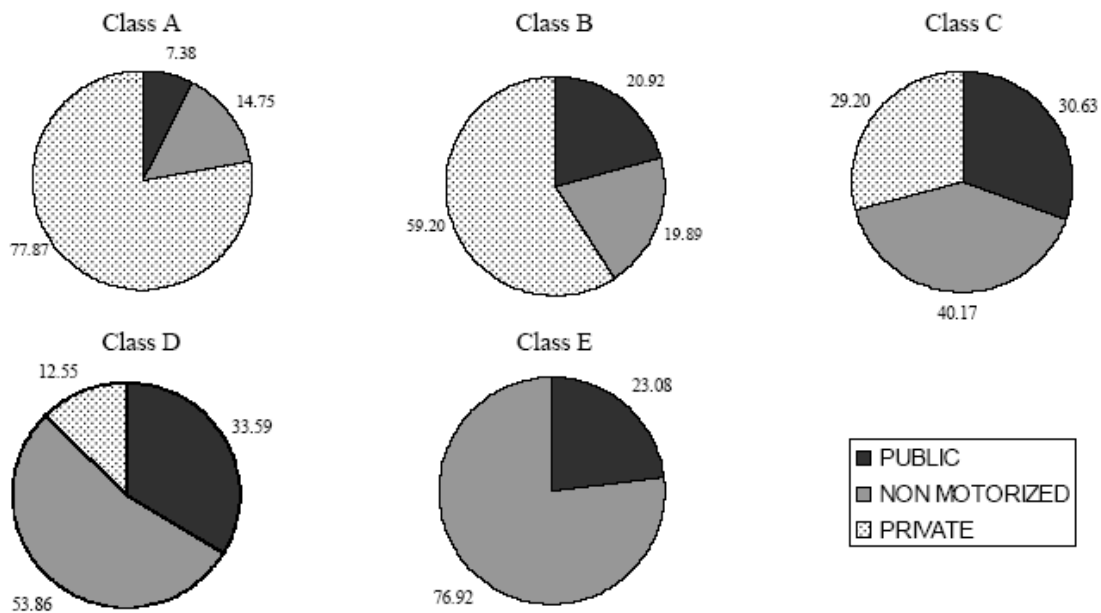 Class A
7.38
14.75
77.87
Class B
20.92
19.89
59.20
Class C
30.63
29.20
40.17
Class D
12.55
33.59
53.86
Class E
23.08
76.92
PUBLIC
NON MOTORIZED
PRIVATE